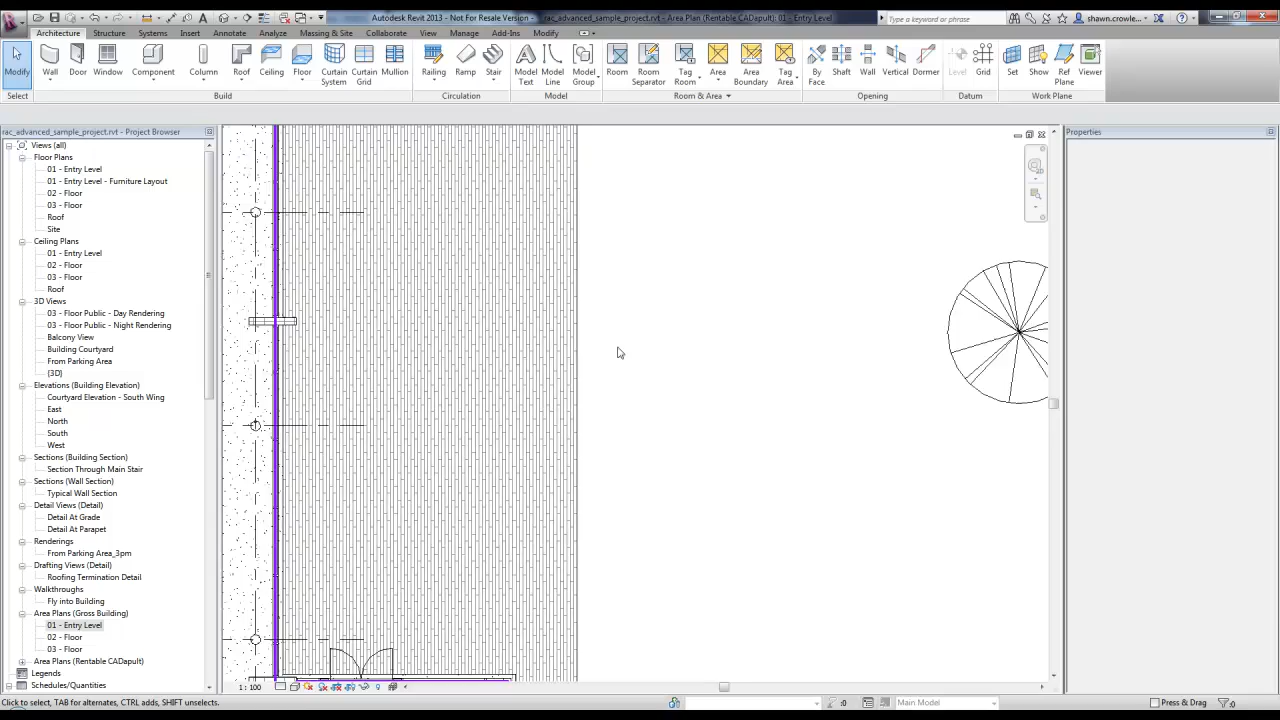 Autodesk Revit 2013 - Not For Resale Version - rac_advanced_sample_project.rvt - Area Plan (Rentable CADapult): 01 - Entry Level
Type a keyword or phrase
shawn.crowle...
Architecture Structure Systems Insert Annotate Analyze Massing & Site Collaborate View Manage Add-Ins Modify
Modify Wall Door Window Component Column Roof Ceiling Floor Curtain System Curtain Grid Mullion Railing Ramp Stair Model Text Model Line Model Group Room Room Separator Tag Room Area Area Boundary Tag Area By Face Shaft Wall Vertical Dormer Level Grid Set Show Ref Plane Viewer
Select Build Circulation Model Room & Area Opening Datum Work Plane
rac_advanced_sample_project.rvt - Project Browser
Properties
Views (all)
Floor Plans
01 - Entry Level
01 - Entry Level - Furniture Layout
02 - Floor
03 - Floor
Roof
Site
Ceiling Plans
01 - Entry Level
02 - Floor
03 - Floor
Roof
3D Views
03 - Floor Public - Day Rendering
03 - Floor Public - Night Rendering
Balcony View
Building Courtyard
From Parking Area
{3D}
Elevations (Building Elevation)
Courtyard Elevation - South Wing
East
North
South
West
Sections (Building Section)
Section Through Main Stair
Sections (Wall Section)
Typical Wall Section
Detail Views (Detail)
Detail At Grade
Detail At Parapet
Renderings
From Parking Area_3pm
Drafting Views (Detail)
Roofing Termination Detail
Walkthroughs
Fly into Building
Area Plans (Gross Building)
01 - Entry Level
02 - Floor
03 - Floor
Area Plans (Rentable CADapult)
Legends
Schedules/Quantities
1 : 100
Click to select, TAB for alternates, CTRL adds, SHIFT unselects.
:0
Main Model
Press & Drag
:0